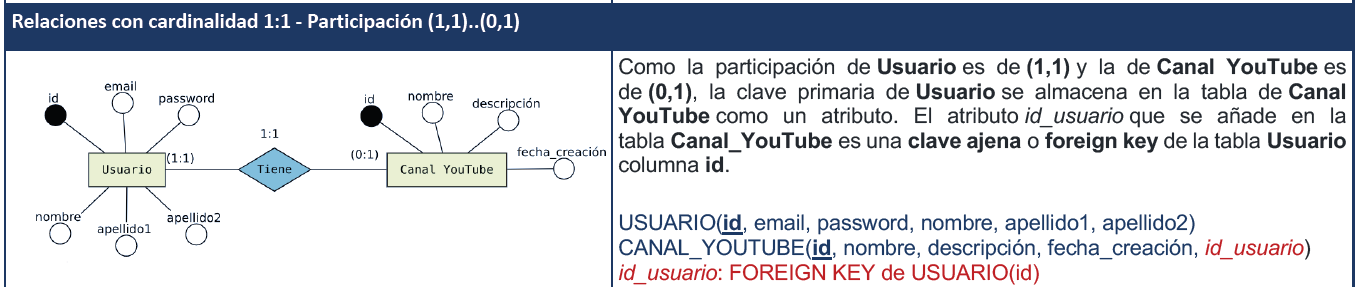 Relaciones con cardinalidad 1:1 - Participación (1,1)..(0,1)
id
email
password
1:1
id
nombre
descripción
(1:1)
(0:1)
fecha_creación
Usuario
Tiene
Canal YouTube
nombre
apellido1
apellido2
Como la participación de Usuario es de (1,1) y la de Canal YouTube es
de (0,1), la clave primaria de Usuario se almacena en la tabla de Canal
YouTube como un atributo. El atributo id_usuario que se añade en la
tabla Canal_YouTube es una clave ajena o foreign key de la tabla Usuario
columna id.
USUARIO(id, email, password, nombre, apellido1, apellido2)
CANAL_YOUTUBE(id, nombre, descripción, fecha_creación, id_usuario)
id_usuario: FOREIGN KEY de USUARIO(id)